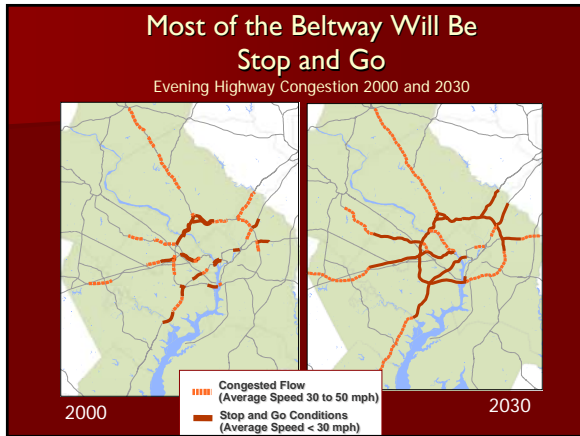 Most of the Beltway Will Be
Stop and Go
Evening Highway Congestion 2000 and 2030
Congested Flow
(Average Speed 30 to 50 mph)
Stop and Go Conditions
(Average Speed < 30 mph)
2000
2030